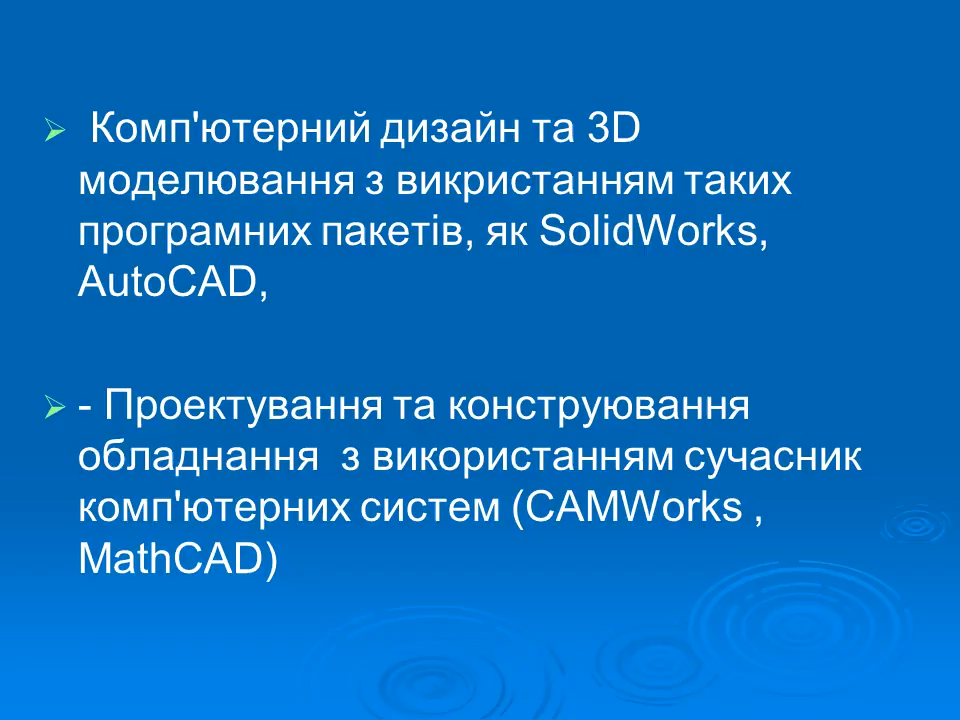 Комп'ютерний дизайн та 3D
моделювання з викристанням таких
програмних пакетів, як SolidWorks,
AutoCAD,
- Проектування та конструювання
обладнання з використанням сучасник
комп'ютерних систем (CAMWorks ,
MathCAD)